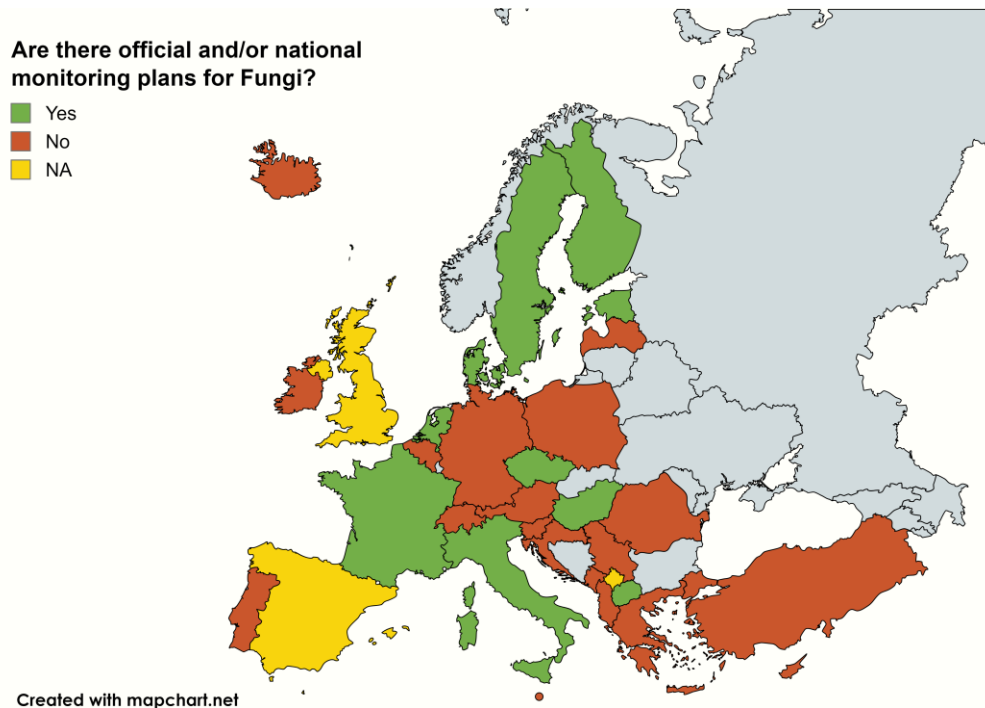 Are there official and/or national
monitoring plans for Fungi?
Yes
No
NA
Created with mapchart.net